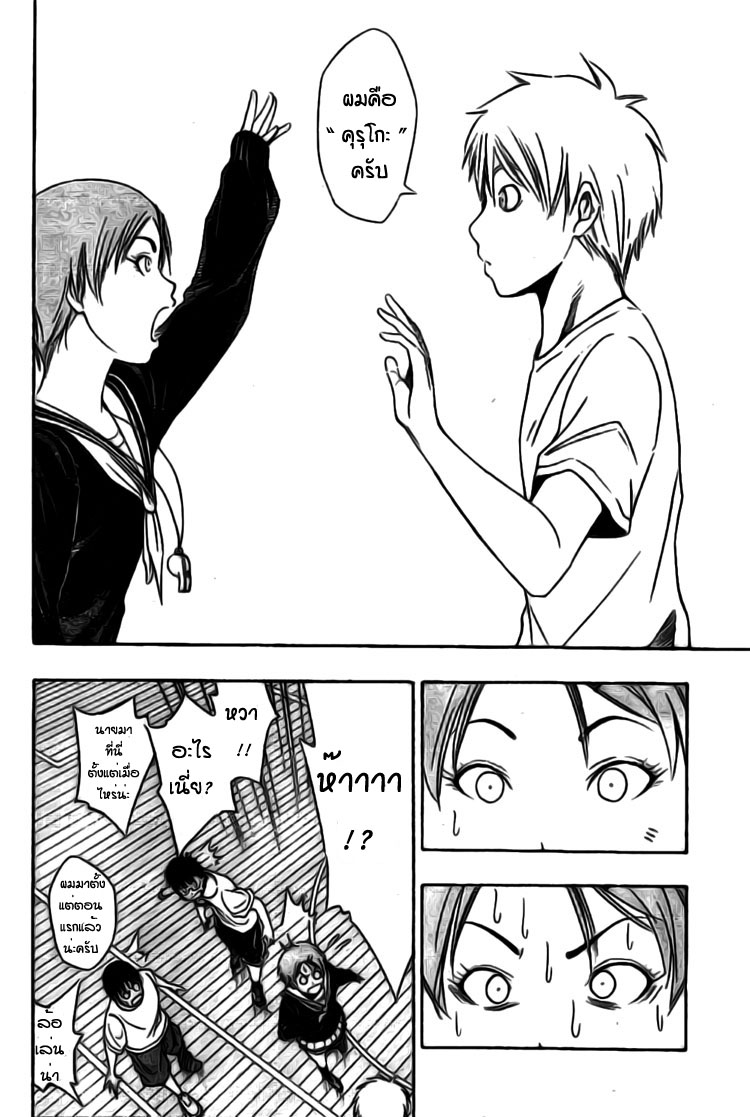 ผมคือ
“ คุรุโกะ ”
ครับ
นายมา
ที่นี่
ตั้งแต่เมื่อ
ไหร่น่ะ
หวา
!!
อะไร
เนี่ย?
ห๊าาาาา
!?
ผมมาตั้ง
แต่ตอน
แรกแล้ว
น่ะครับ
ล้อ
เล่น
น่า